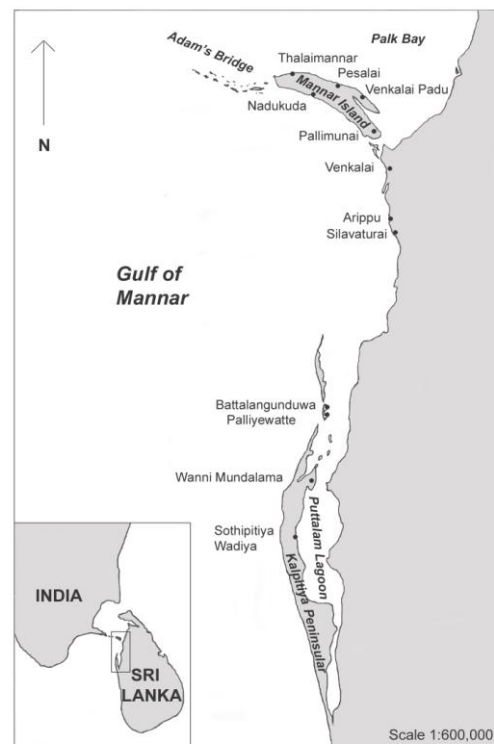 Adam's Bridge
Palk Bay
Thalaimannar
Pesalai
Venkalai Padu
Mannar Island
Nadukuda
Pallimunai
N
Venkalai
Arippu
Silavaturai
Gulf of
Mannar
Battalangunduwa
Palliyewatte
Wanni Mundalama
Sothipitiya
Wadiya
Puttalam Lagoon
Kalpitiya Peninsular
INDIA
SRI
LANKA
Scale 1:600,000